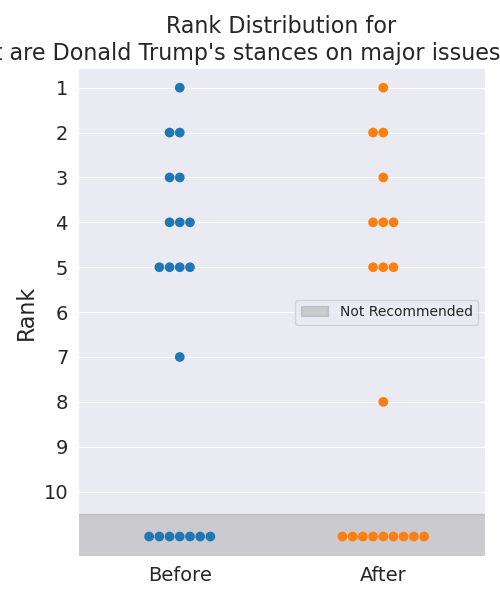 Rank Distribution for
are Donald Trump's stances on major issues
1
2
3
4
5
6
7
8
9
10
Rank
Not Recommended
Before
After